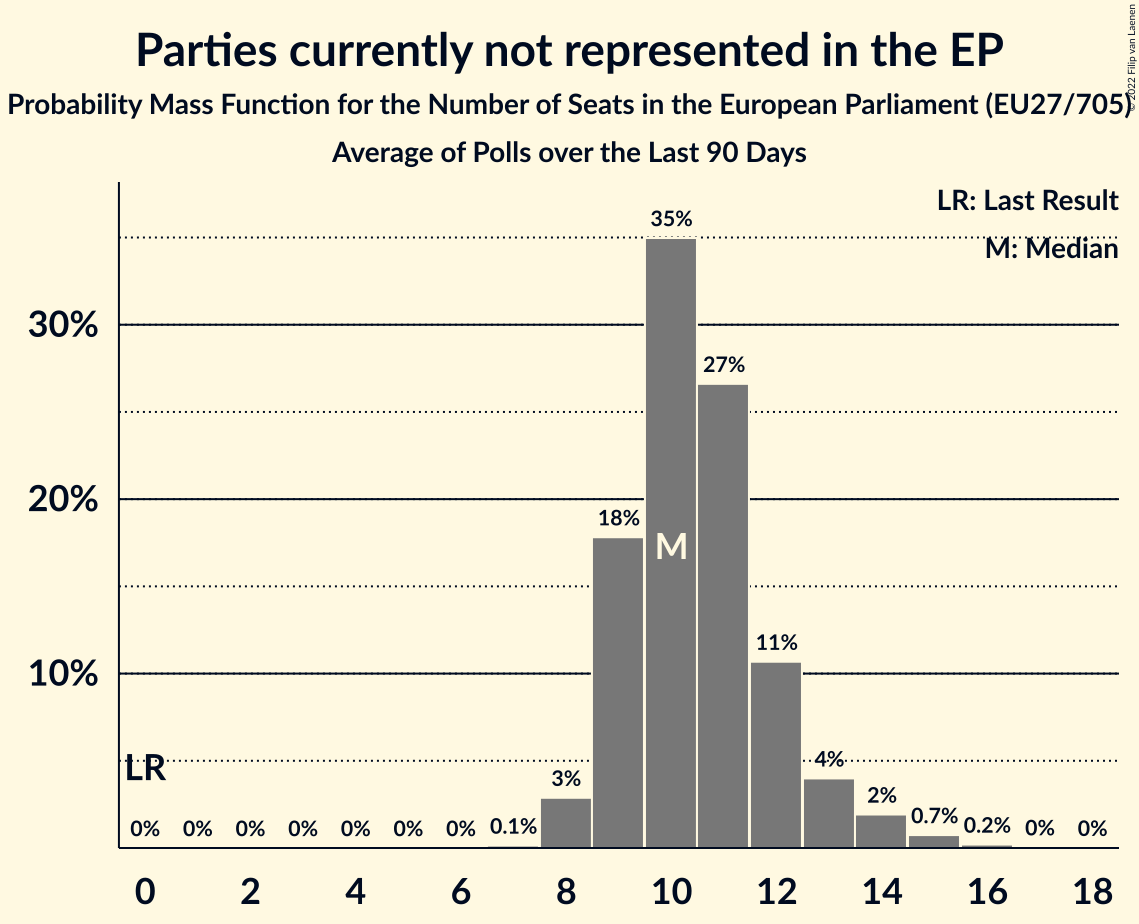 Parties currently not represented in the EP
Probability Mass Function for the Number of Seats in the European Parliament (EU27/705)
Average of Polls over the Last 90 Days
© 2022 Filip van Laenen
LR: Last Result
M: Median
35%
30%
27%
20%
18%
M
11%
10%
LR
4%
3%
2%
0.7%
0% 0% 0% 0% 0% 0% 0% 0.1% 0.2% 0% 0%
0 2 4 6 8 10 12 14 16 18